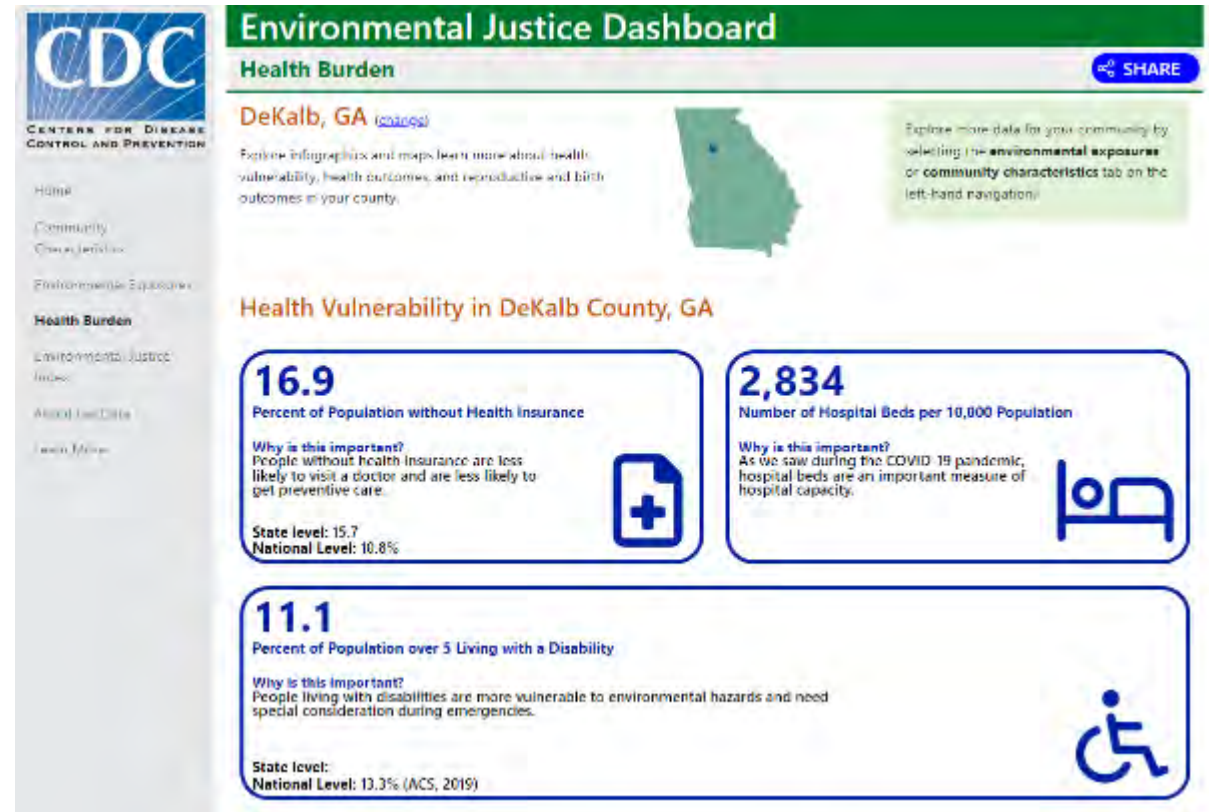 CDC
CENTERS FOR DISEASE
CONTROL AND PREVENTION
Home
Community
Characteristics
Environmental Exposures
Health Burden
Environmental Justice
Index
About the Data
Learn More
Environmental Justice Dashboard
Health Burden
SHARE
DeKalb, GA (change)
Explore infographics and maps learn more about health
vulnerability, health outcomes, and reproductive and birth
outcomes in your county.
Explore more data for your community by
selecting the environmental exposures
or community characteristics tab on the
left-hand navigation.
Health Vulnerability in DeKalb County, GA
16.9
Percent of Population without Health Insurance
Why is this important?
People without health insurance are less
likely to visit a doctor and are less likely to
get preventive care.
State level: 15.7
National Level: 10.8%
2,834
Number of Hospital Beds per 10,000 Population
Why is this important?
As we saw during the COVID-19 pandemic,
hospital beds are an important measure of
hospital capacity.
11.1
Percent of Population over 5 Living with a Disability
Why is this important?
People living with disabilities are more vulnerable to environmental hazards and need
special consideration during emergencies.
State level:
National Level: 13.3% (ACS, 2019)